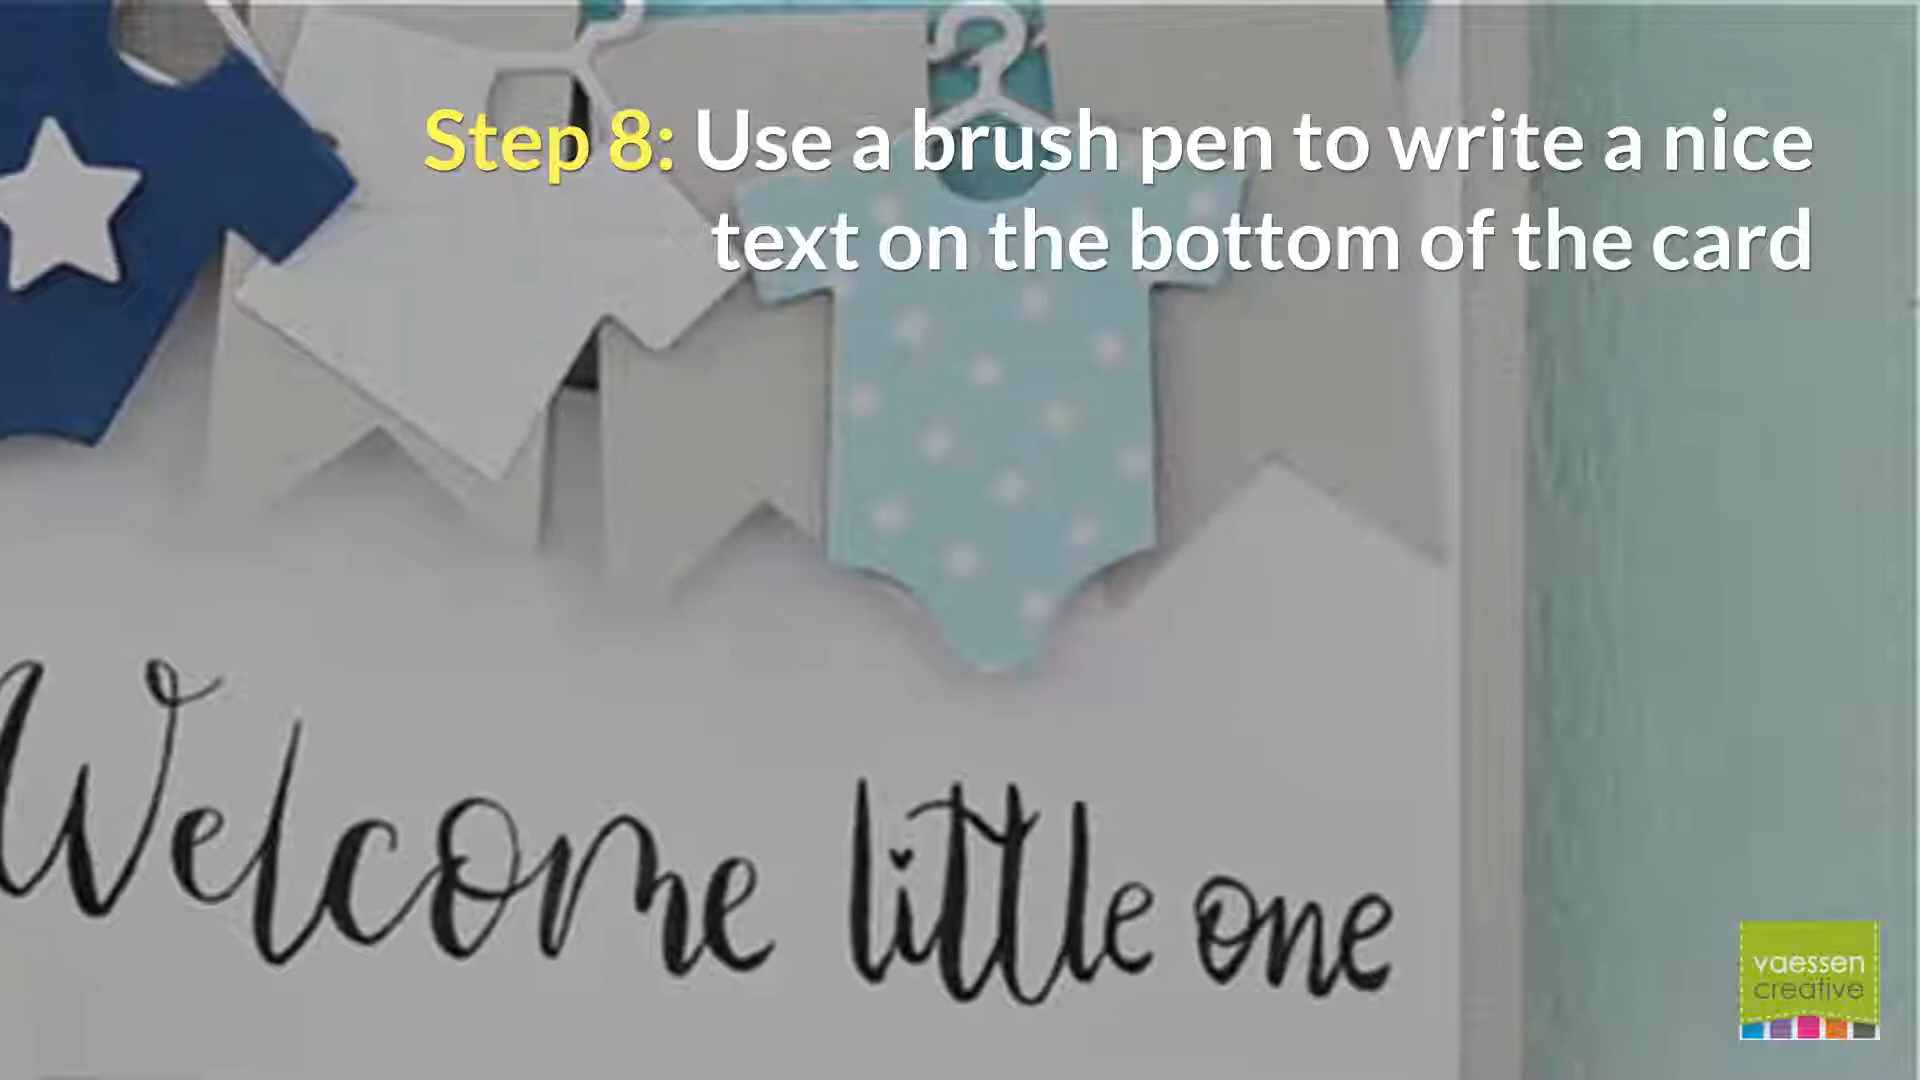 Step 8: Use a brush pen to write a nice
text on the bottom of the card
Welcome little one
vaessen
creative